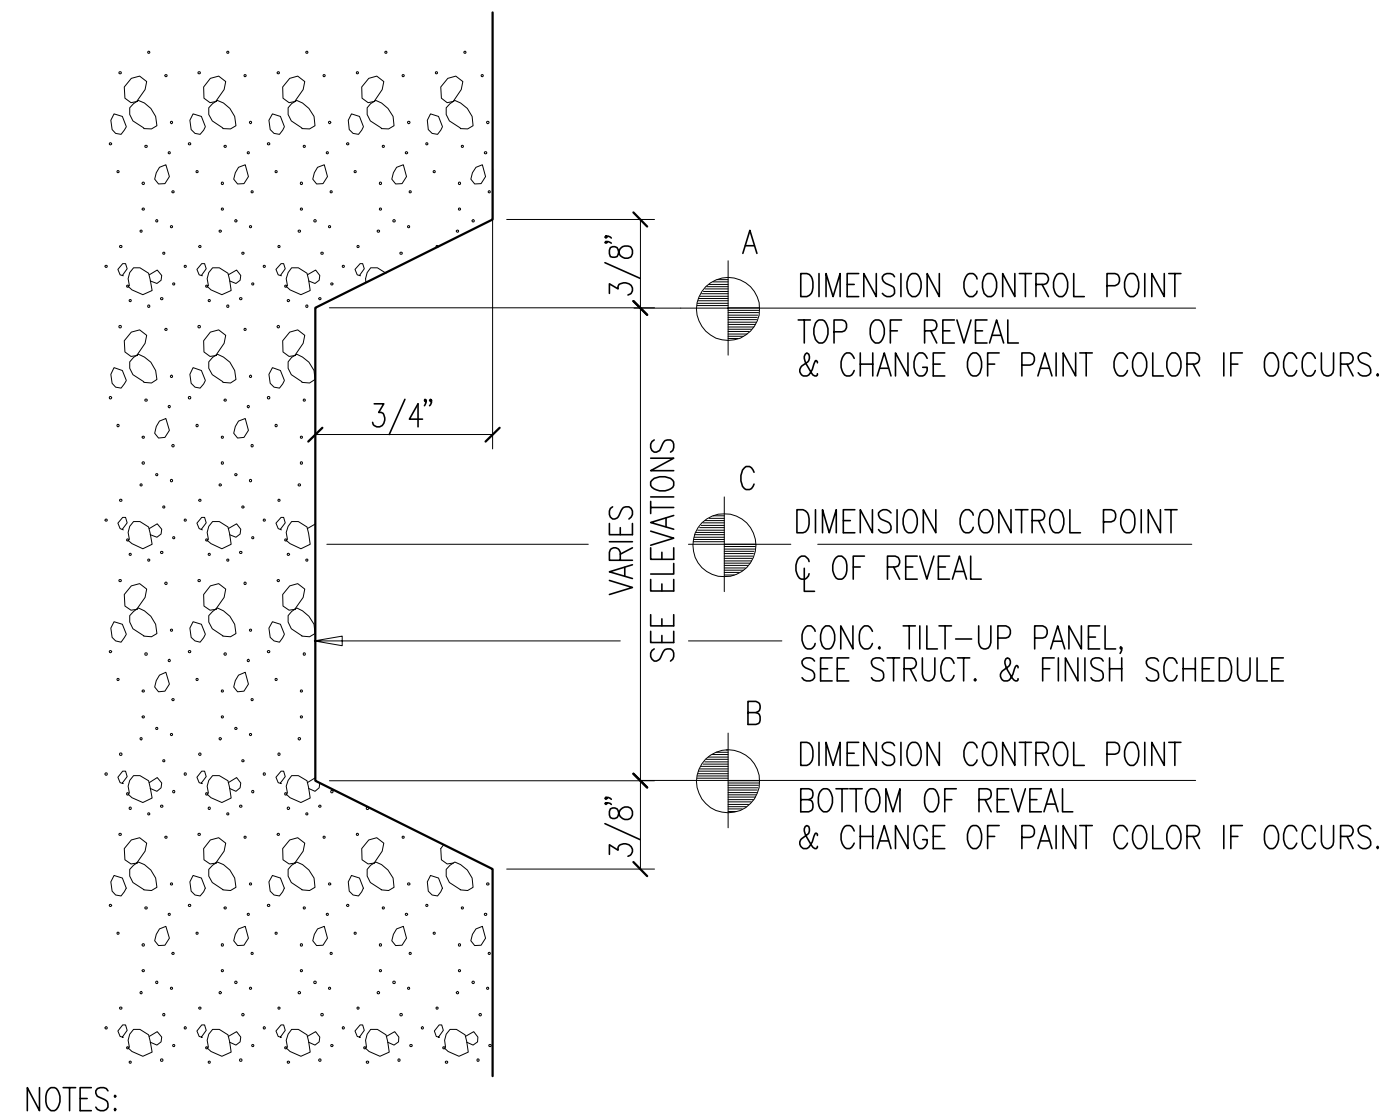 A
3/8"
DIMENSION CONTROL POINT
TOP OF REVEAL
& CHANGE OF PAINT COLOR IF OCCURS.
3/4"
VARIES
SEE ELEVATIONS
C
DIMENSION CONTROL POINT
℄ OF REVEAL
CONC. TILT-UP PANEL,
SEE STRUCT. & FINISH SCHEDULE
B
DIMENSION CONTROL POINT
3/8"
BOTTOM OF REVEAL
& CHANGE OF PAINT COLOR IF OCCURS.
NOTES: